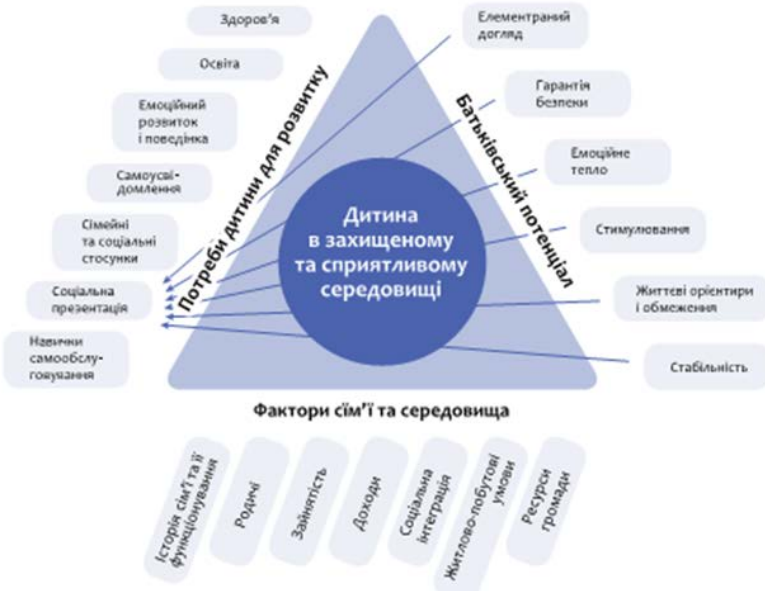 Здоров'я
Освіта
Емоційний
розвиток
і поведінка
Самоусві-
домлення
Сімейні
та соціальні
стосунки
Соціальна
презентація
Навички
самообслу-
говування
Потреби дитини для розвитку
Дитина
в захищеному
та сприятливому
середовищі
Батьківський потенціал
Елементраний
догляд
Гарантія
безпеки
Емоційне
тепло
Стимулювання
Життєві орієнтири
і обмеження
Стабільність
Фактори сїм'ї та середовища
Історія сім'ї та її
функціонування
Родичі
Зайнятість
Доходи
Соціальна
інтеграція
Житлово-побутові
умови
Ресурси
громади